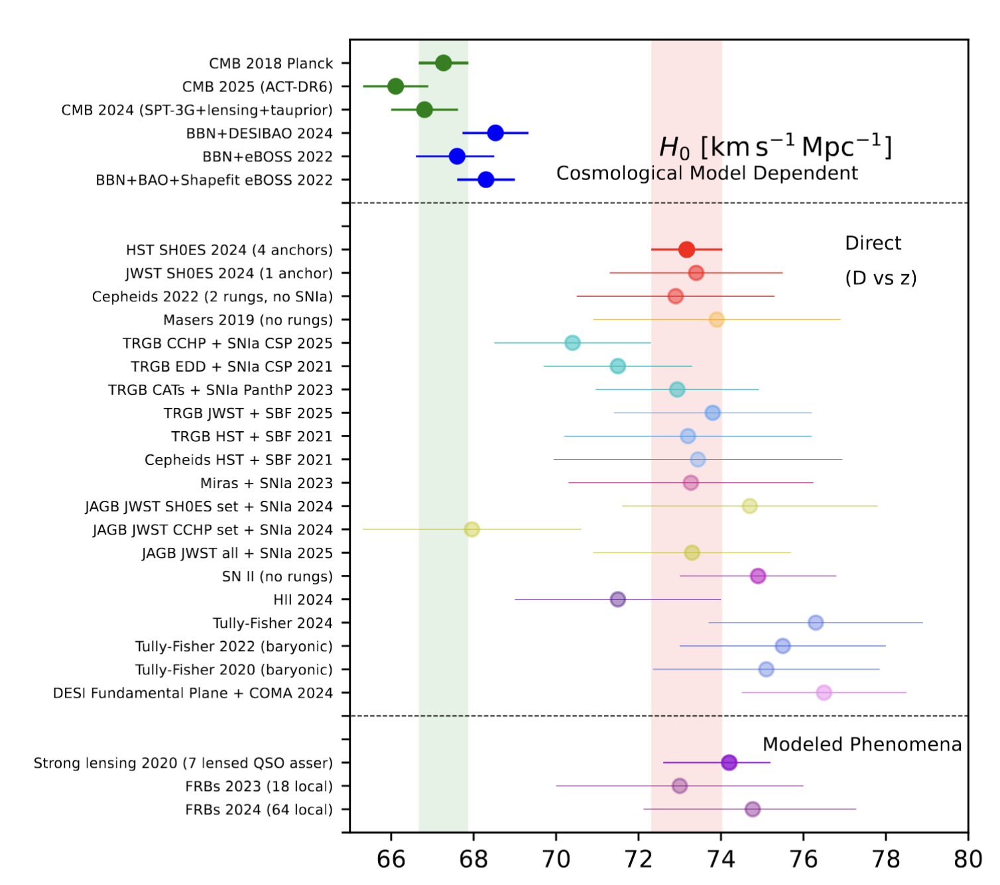 CMB 2018 Planck
CMB 2025 (ACT-DR6)
CMB 2024 (SPT-3G+lensing+tauprior)
BBN+DESIBAO 2024
BBN+eBOSS 2022
BBN+BAO+Shapefit eBOSS 2022
H₀ [km s⁻¹ Mpc⁻¹]
Cosmological Model Dependent
HST SH0ES 2024 (4 anchors)
JWST SH0ES 2024 (1 anchor)
Cepheids 2022 (2 rungs, no SNIa)
Masers 2019 (no rungs)
TRGB CCHP + SNIa CSP 2025
TRGB EDD + SNIa CSP 2021
TRGB CATs + SNIa PanthP 2023
TRGB JWST + SBF 2025
TRGB HST + SBF 2021
Cepheids HST + SBF 2021
Miras + SNIa 2023
JAGB JWST SH0ES set + SNIa 2024
JAGB JWST CCHP set + SNIa 2024
JAGB JWST all + SNIa 2025
SN II (no rungs)
HII 2024
Tully-Fisher 2024
Tully-Fisher 2022 (baryonic)
Tully-Fisher 2020 (baryonic)
DESI Fundamental Plane + COMA 2024
Direct
(D vs z)
Strong lensing 2020 (7 lensed QSO asser)
FRBs 2023 (18 local)
FRBs 2024 (64 local)
Modeled Phenomena
66 68 70 72 74 76 78 80